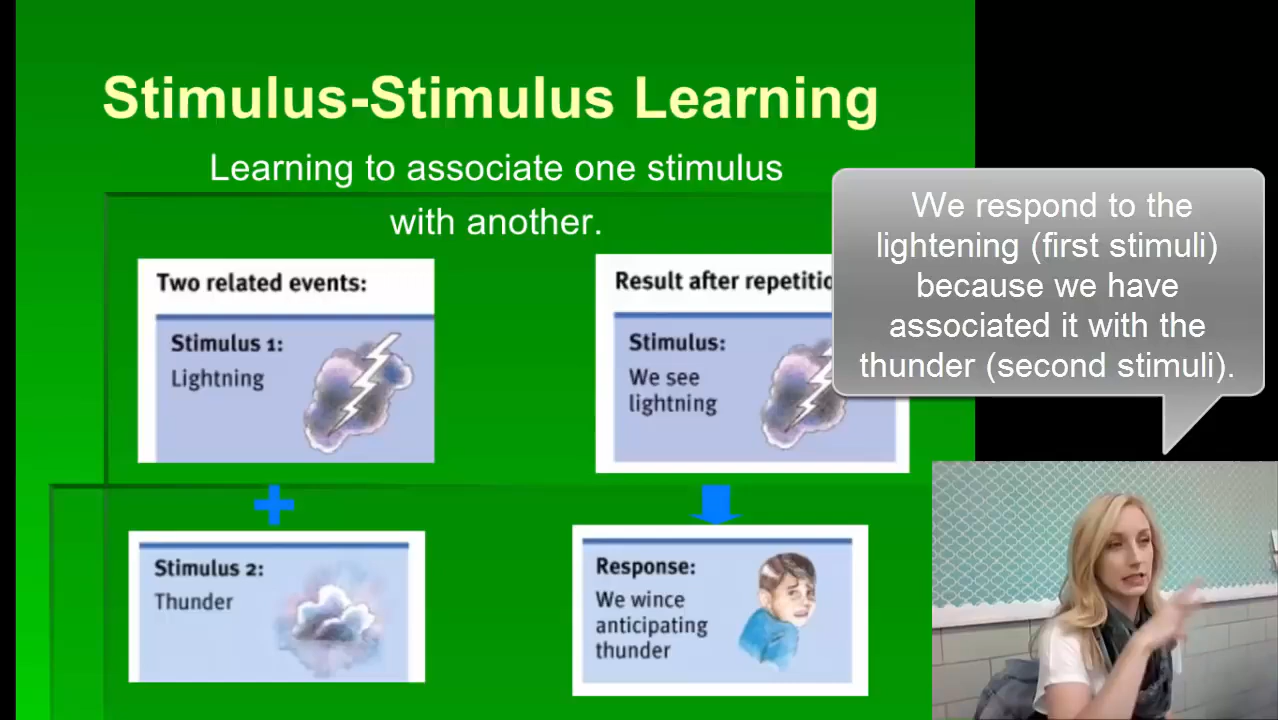 Stimulus-Stimulus Learning
Learning to associate one stimulus
with another.
Two related events:
Stimulus 1:
Lightning
Stimulus 2:
Thunder
Result after repetitio
Stimulus:
We see
lightning
Response:
We wince
anticipating
thunder
We respond to the
lightening (first stimuli)
because we have
associated it with the
thunder (second stimuli).